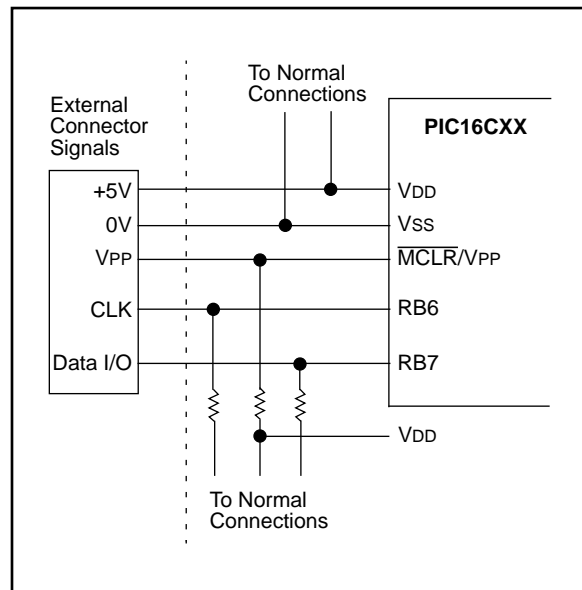 To Normal
Connections
External
Connector
Signals
PIC16CXX
+5V
VDD
0V
VSS
VPP
MCLR/VPP
CLK
RB6
Data I/O
RB7
VDD
To Normal
Connections